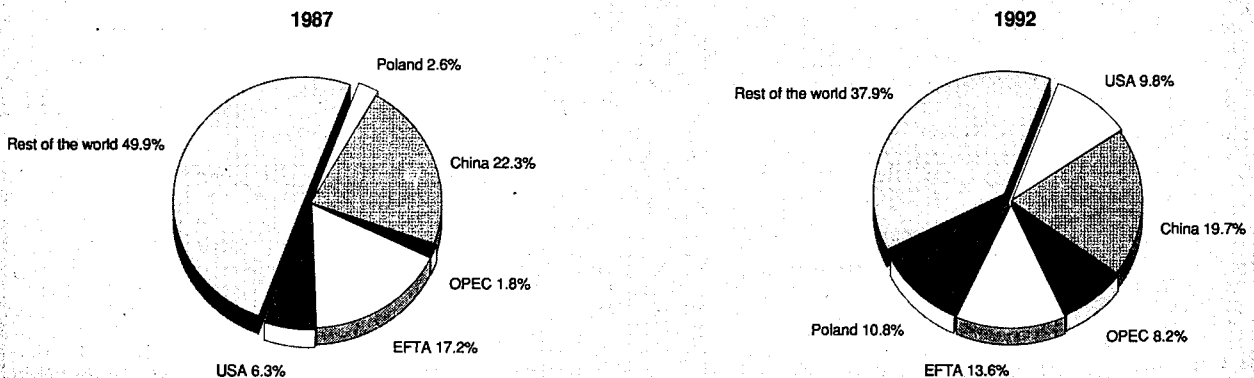 1987
Poland 2.6%
Rest of the world 49.9%
China 22.3%
OPEC 1.8%
EFTA 17.2%
USA 6.3%
1992
USA 9.8%
Rest of the world 37.9%
China 19.7%
Poland 10.8%
OPEC 8.2%
EFTA 13.6%